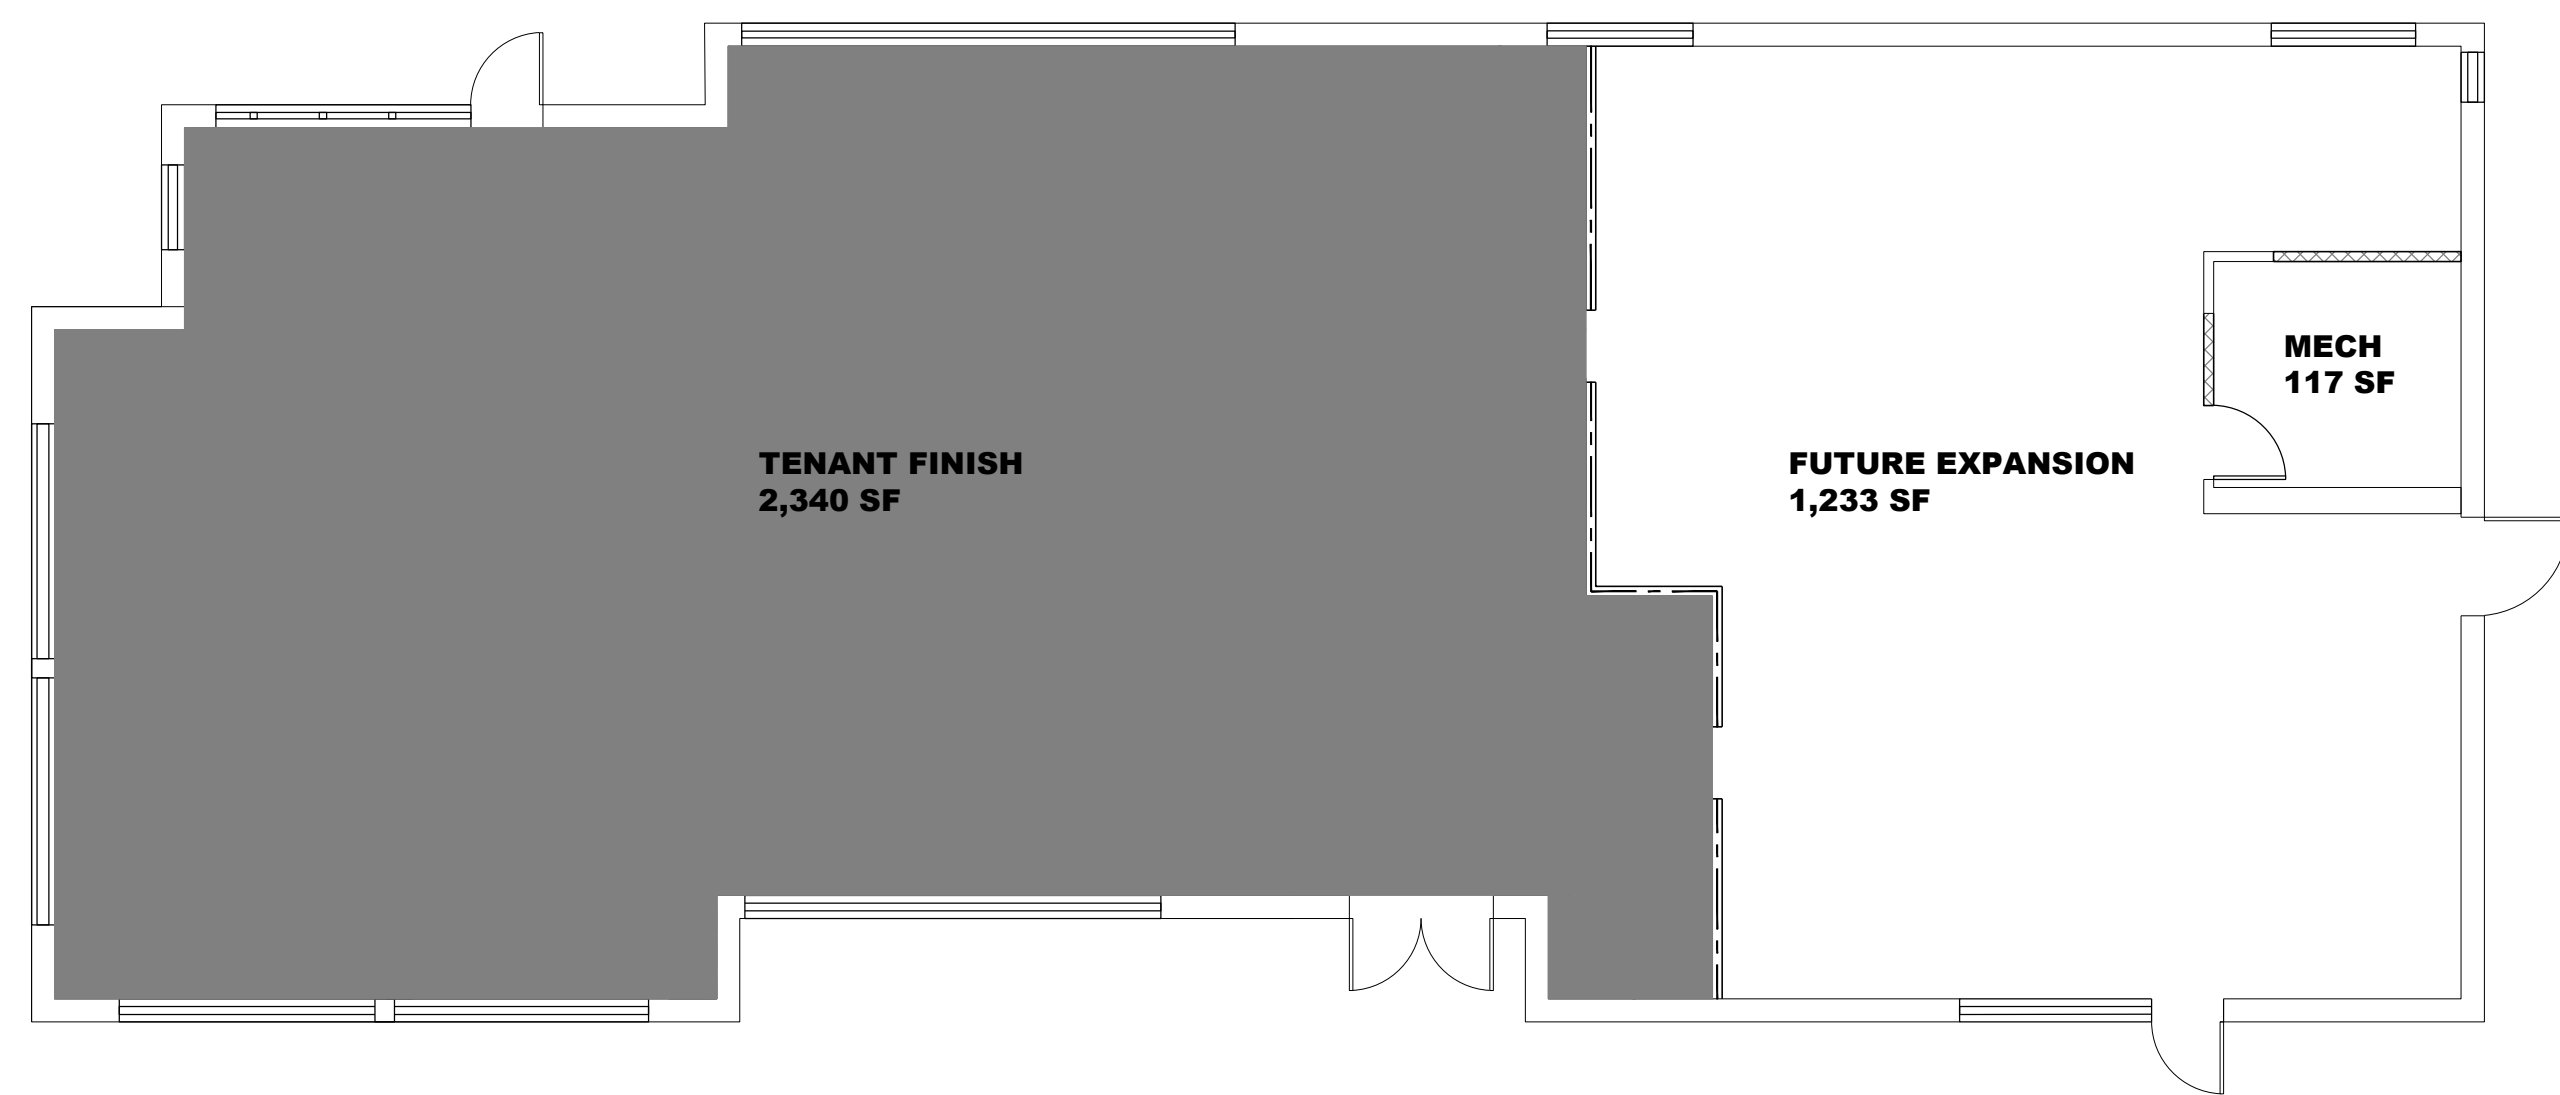 MECH
117 SF
TENANT FINISH
2,340 SF
FUTURE EXPANSION
1,233 SF